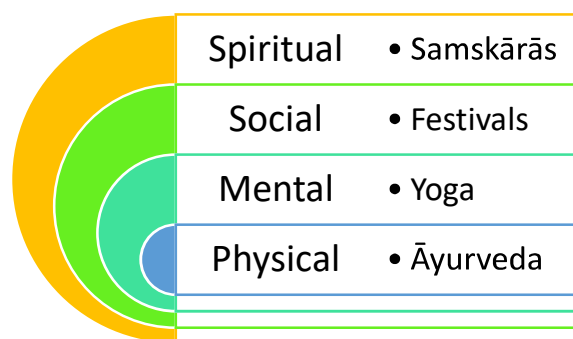 Spiritual • Samskārās
Social • Festivals
Mental • Yoga
Physical • Āyurveda